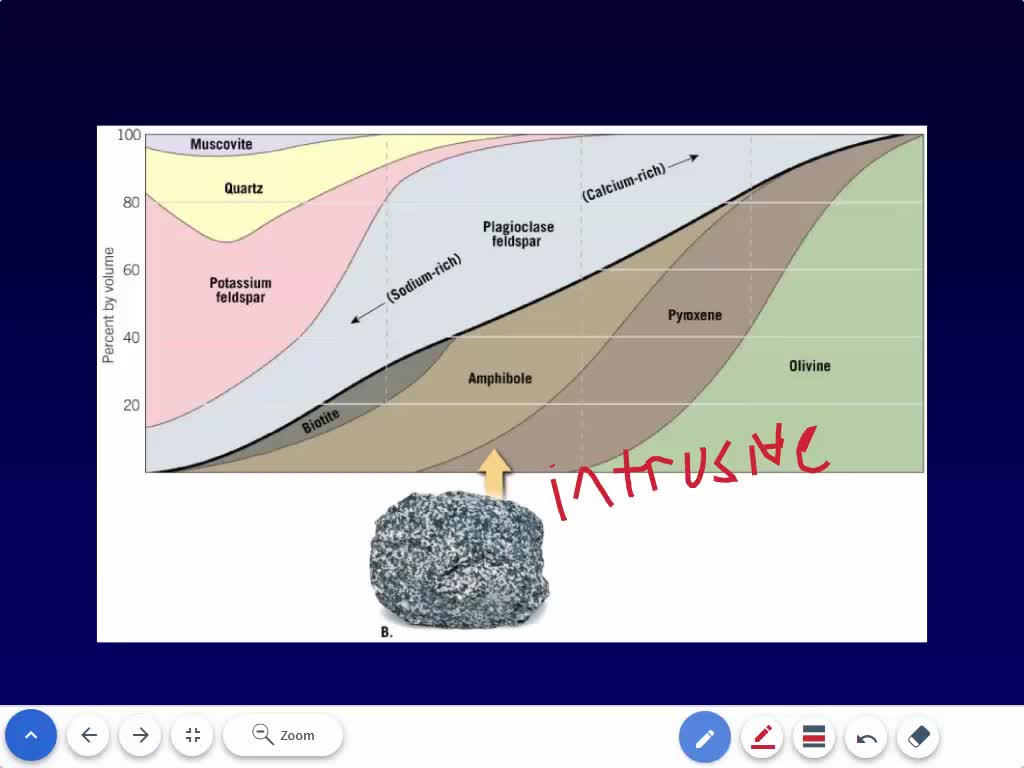 100
Muscovite
Quartz
(Calcium-rich)
80
Plagioclase
feldspar
Percent by volume
60
(Sodium-rich)
Potassium
feldspar
Pyroxene
40
Olivine
Amphibole
20
Biotite
intrusive
B.
Zoom